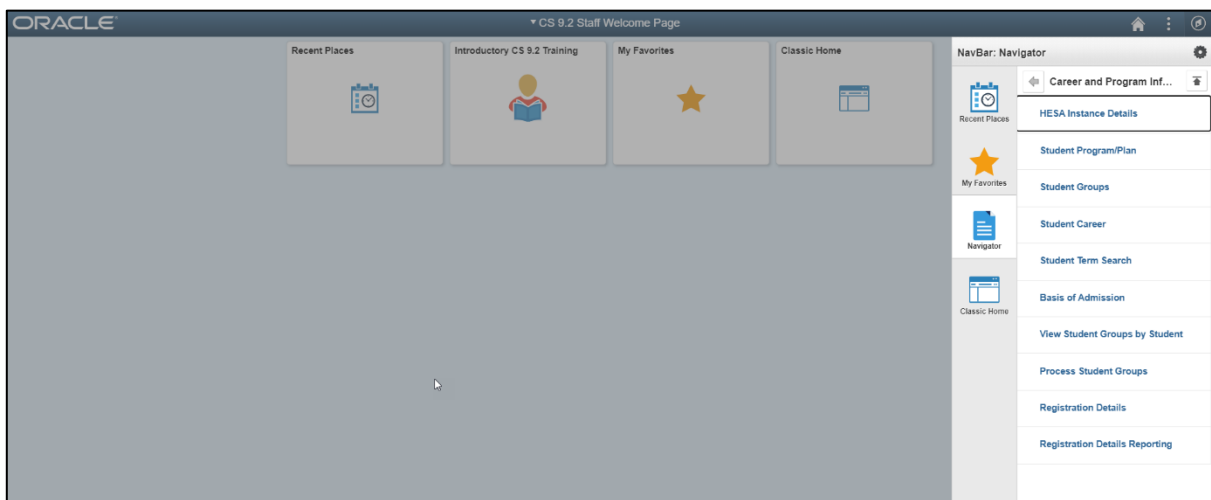 ORACLE
CS 9.2 Staff Welcome Page
Recent Places
Introductory CS 9.2 Training
My Favorites
Classic Home
NavBar: Navigator
Recent Places
My Favorites
Navigator
Classic Home
Career and Program Inf...
HESA Instance Details
Student Program/Plan
Student Groups
Student Career
Student Term Search
Basis of Admission
View Student Groups by Student
Process Student Groups
Registration Details
Registration Details Reporting